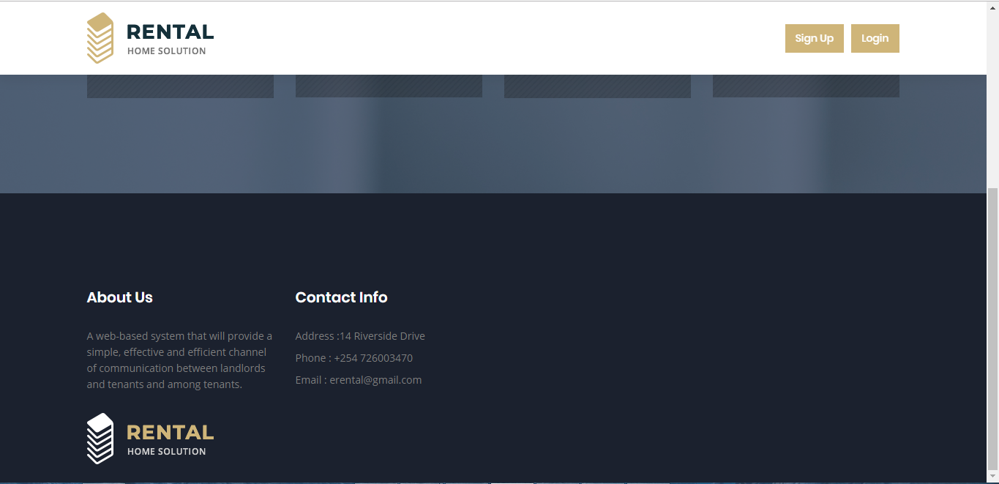 RENTAL
HOME SOLUTION
Sign Up
Login
About Us
A web-based system that will provide a
simple, effective and efficient channel
of communication between landlords
and tenants and among tenants.
Contact Info
Address :14 Riverside Drive
Phone : +254 726003470
Email : erental@gmail.com
RENTAL
HOME SOLUTION